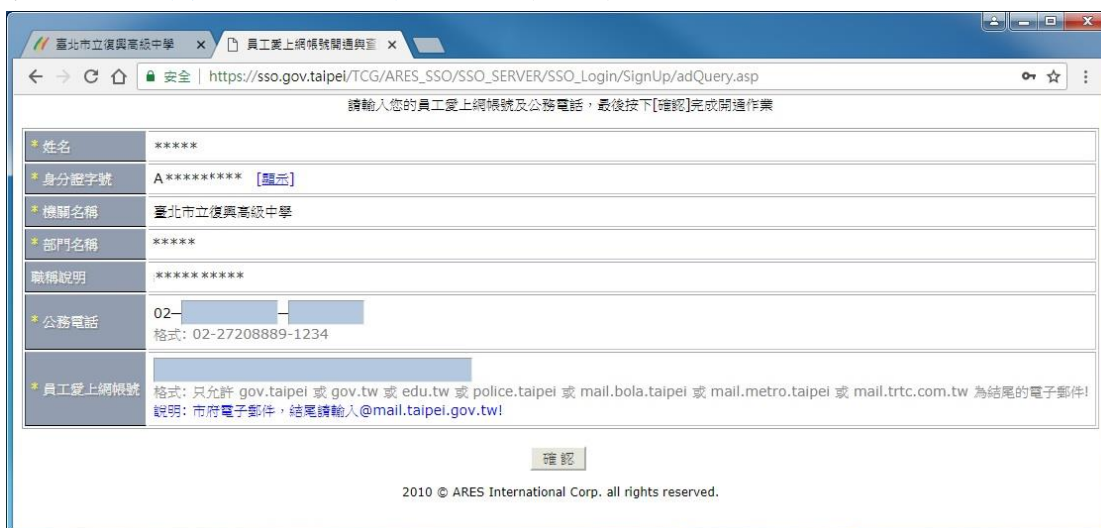 臺北市立復興高級中學
員工愛上網帳號開通與查
安全 | https://sso.gov.taipei/TCG/ARES_SSO/SSO_SERVER/SSO_Login/SignUp/adQuery.asp
請輸入您的員工愛上網帳號及公務電話，最後按下[確認]完成開通作業
* 姓名 *****
* 身分證字號 A********* [顯示]
* 機關名稱 臺北市立復興高級中學
* 部門名稱 *****
職稱說明 **********
* 公務電話 02— —
格式: 02-27208889-1234
* 員工愛上網帳號
格式: 只允許 gov.taipei 或 gov.tw 或 edu.tw 或 police.taipei 或 mail.bola.taipei 或 mail.metro.taipei 或 mail.trtc.com.tw 為結尾的電子郵件!
說明: 市府電子郵件，結尾請輸入@mail.taipei.gov.tw!
確認
2010 © ARES International Corp. all rights reserved.